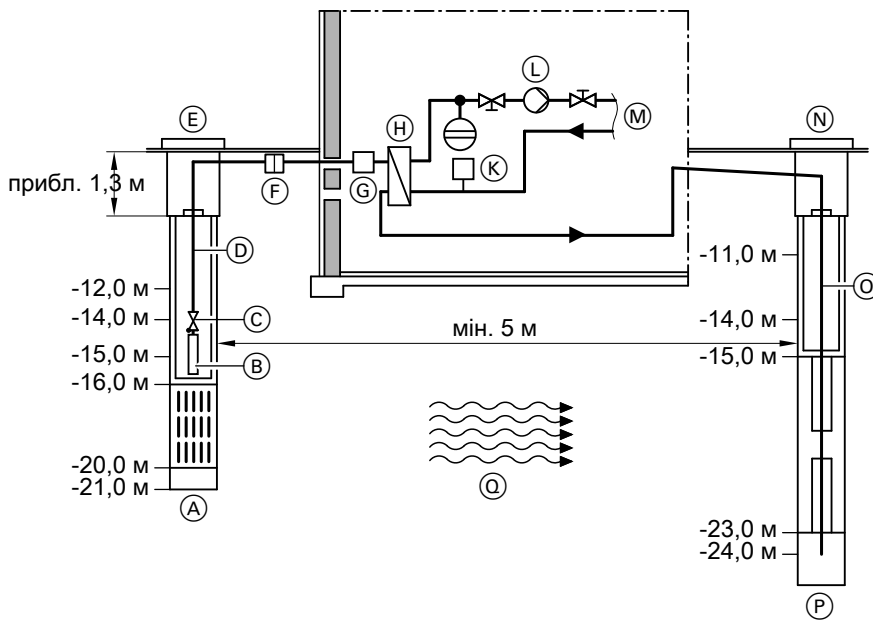 L
E
H
M
N
K
прибл. 1,3 м
F
G
D
-11,0 м
-12,0 м
O
-14,0 м
C
-14,0 м
мін. 5 м
-15,0 м
B
-15,0 м
-16,0 м
-20,0 м
-21,0 м
A
Q
-23,0 м
-24,0 м
P